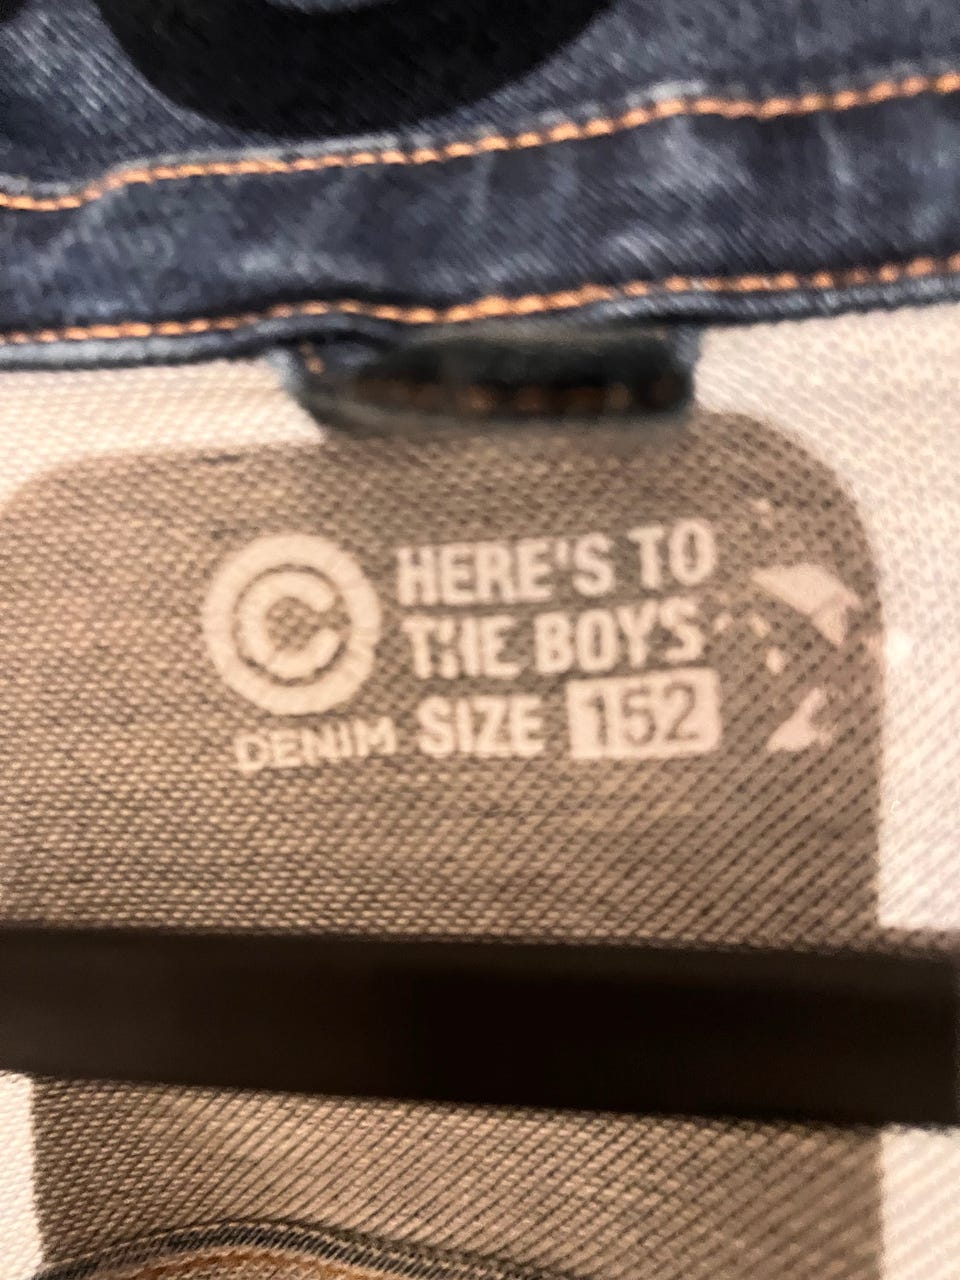 ©
HERE'S TO
THE BOYS
DENIM SIZE 152